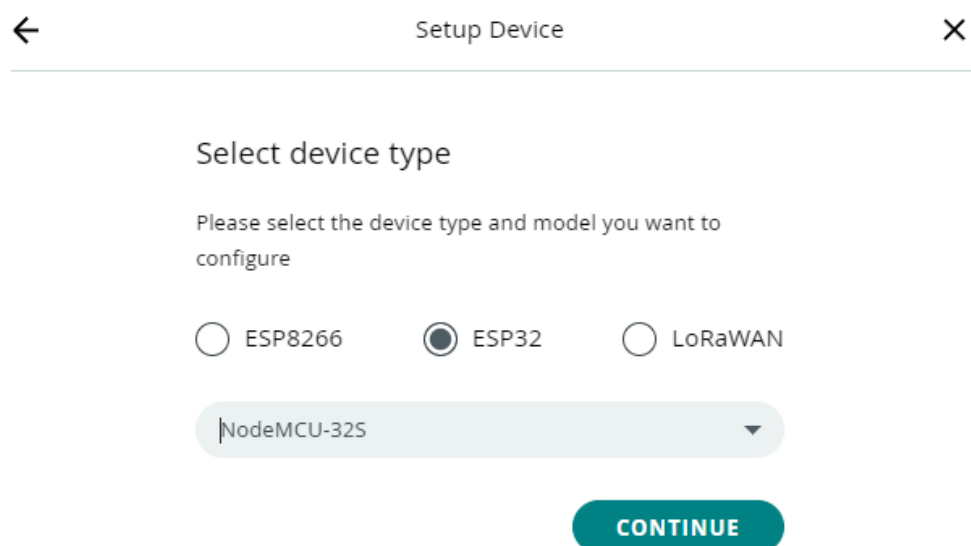 Setup Device
Select device type
Please select the device type and model you want to
configure
ESP8266
ESP32
LoRaWAN
NodeMCU-32S
CONTINUE